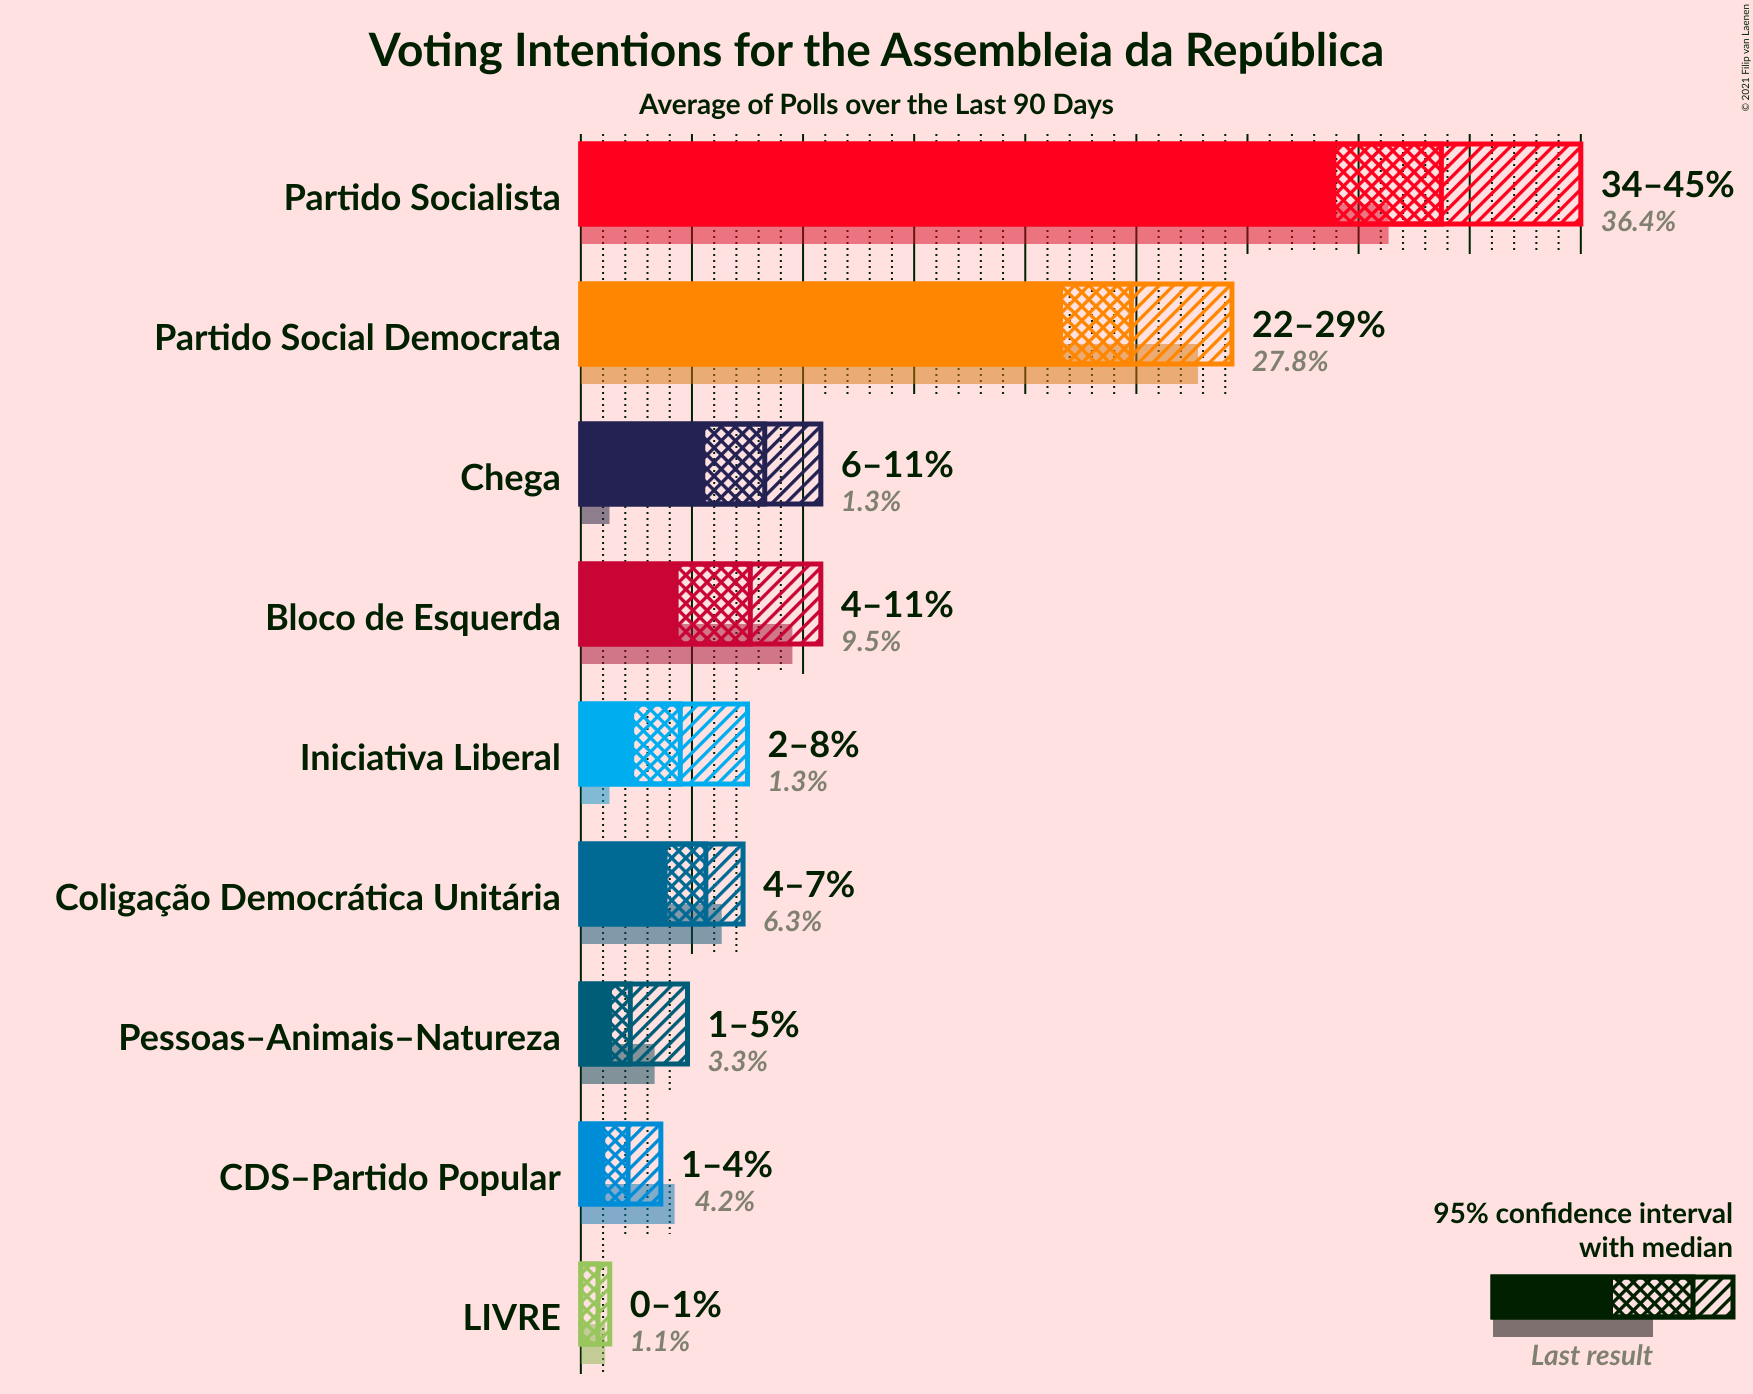 Voting Intentions for the Assembleia da República
Average of Polls over the Last 90 Days
© 2021 Filip van Laenen
Partido Socialista
34–45%
36.4%
Partido Social Democrata
22–29%
27.8%
Chega
6–11%
1.3%
Bloco de Esquerda
4–11%
9.5%
Iniciativa Liberal
2–8%
1.3%
Coligação Democrática Unitária
4–7%
6.3%
Pessoas–Animais–Natureza
1–5%
3.3%
CDS–Partido Popular
1–4%
4.2%
LIVRE
0–1%
1.1%
95% confidence interval
with median
Last result